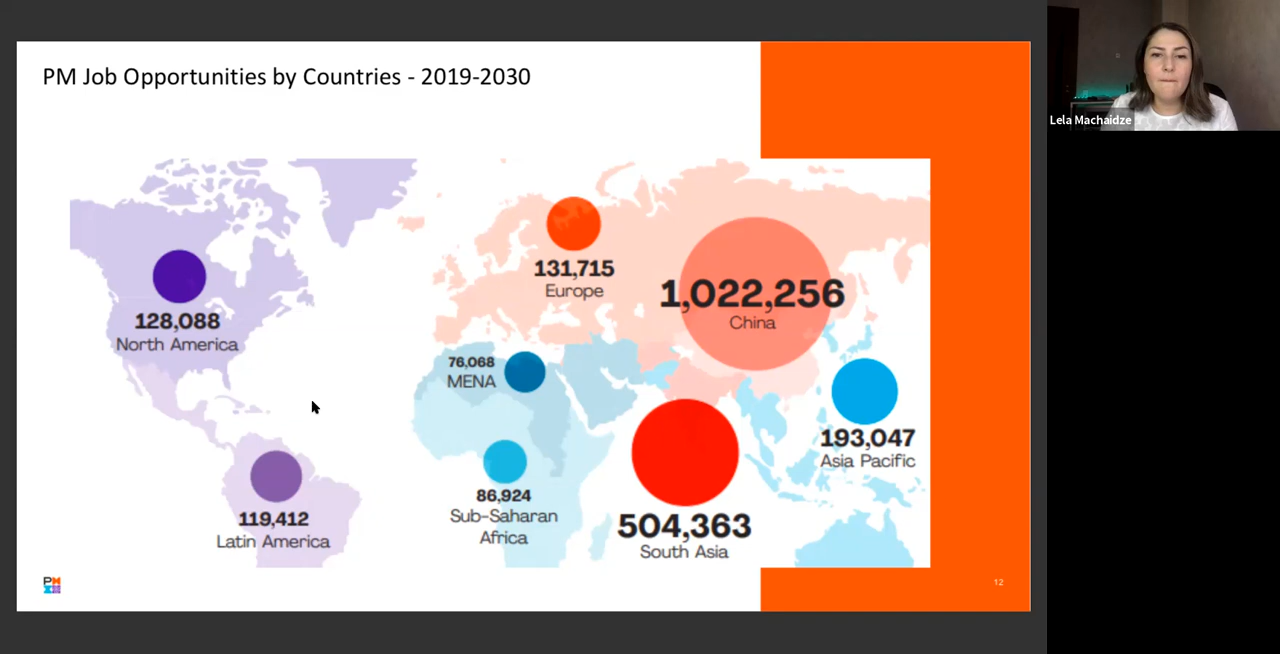 PM Job Opportunities by Countries - 2019-2030
Lela Machaidze
131,715
Europe
1,022,256
China
128,088
North America
76,068
MENA
193,047
Asia Pacific
86,924
Sub-Saharan
Africa
119,412
Latin America
504,363
South Asia
PM
12